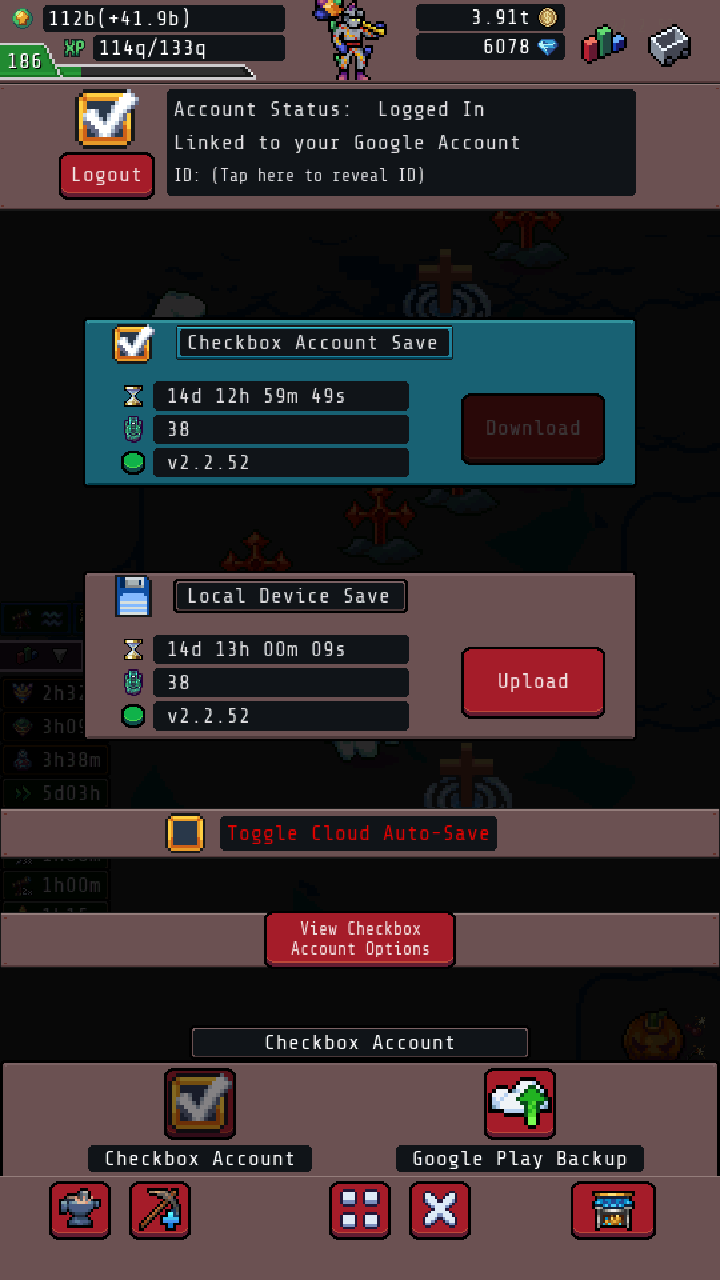 112b(+41.9b)
3.91t
XP 114q/133q
6078
186
Account Status: Logged In
Linked to your Google Account
Logout
ID: (Tap here to reveal ID)
Checkbox Account Save
14d 12h 59m 49s
38
Download
v2.2.52
Local Device Save
14d 13h 00m 09s
38
Upload
v2.2.52
3h38m
5d03h
Toggle Cloud Auto-Save
1h00m
View Checkbox
Account Options
Checkbox Account
Checkbox Account
Google Play Backup